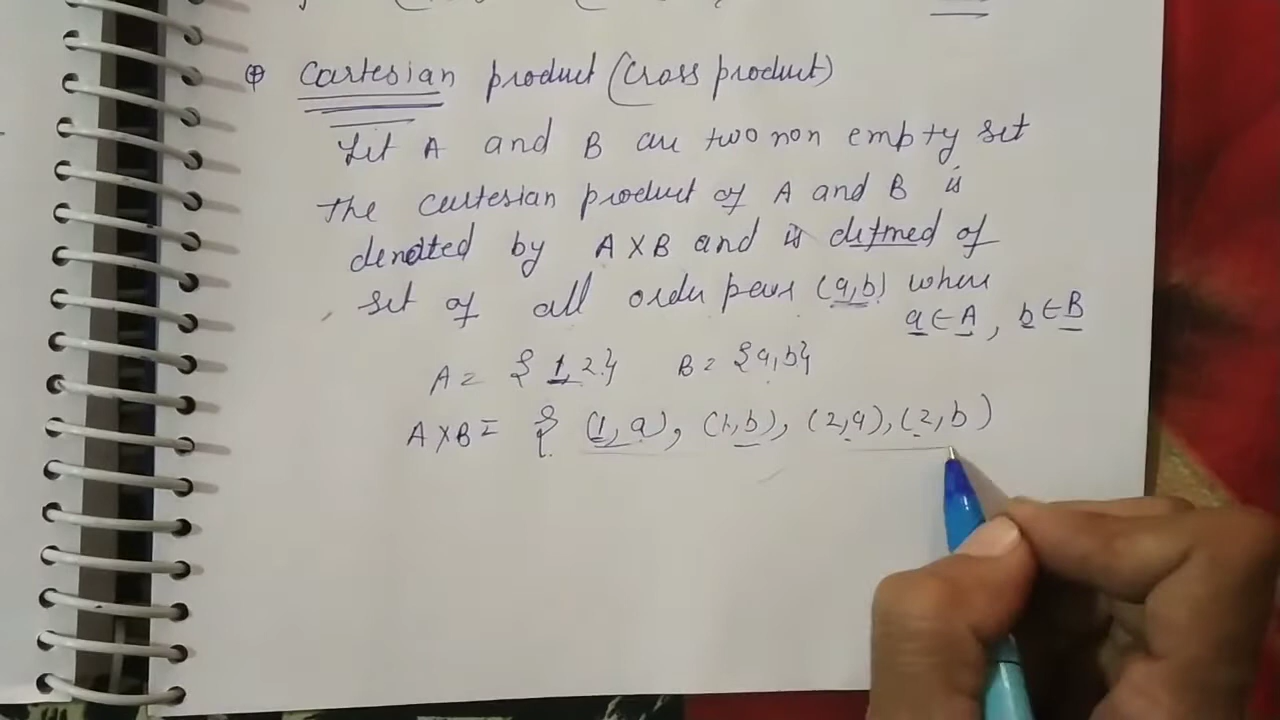 ⊕ Cartesian product (Cross product)
Let A and B are two non empty set
The cartesian product of A and B is
denoted by A X B and is defined of
set of all order pear (a,b) where
a ∈ A, b ∈ B
A = { 1, 2 } B = {a, b}
A X B = { (1, a), (1, b), (2, a), (2, b)